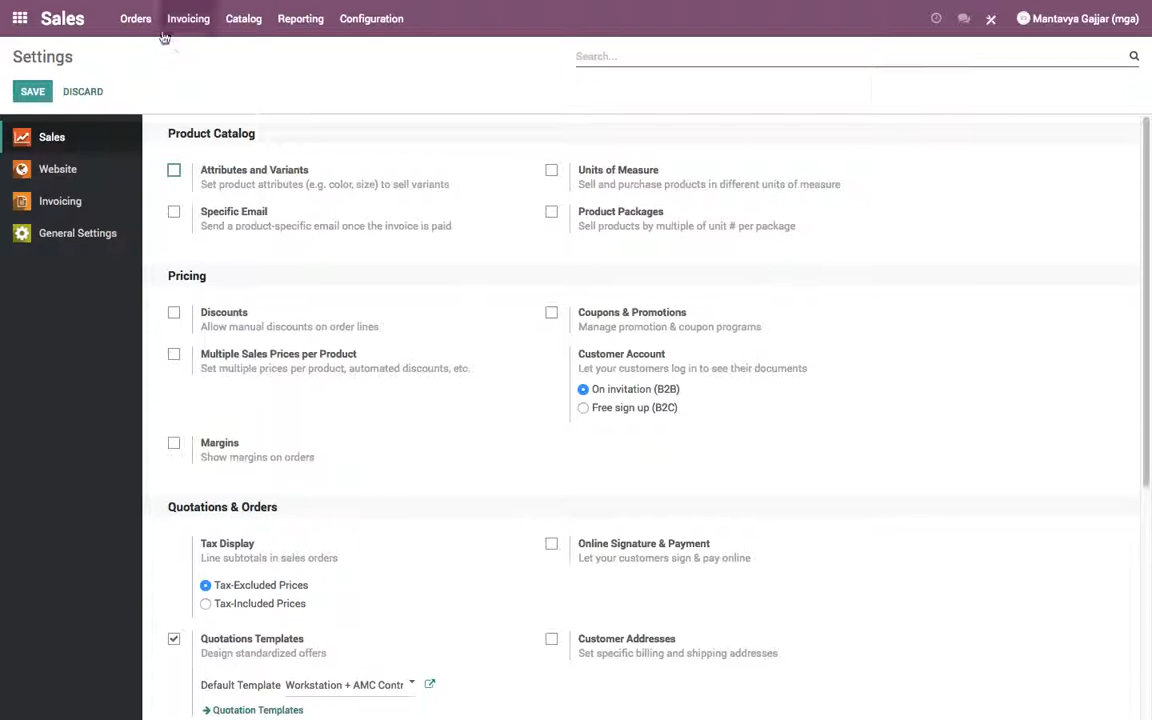 Sales Orders Invoicing Catalog Reporting Configuration Mantavya Gajjar (mga)
Settings Search...
SAVE DISCARD
Sales
Website
Invoicing
General Settings
Product Catalog
Attributes and Variants
Set product attributes (e.g. color, size) to sell variants
Units of Measure
Sell and purchase products in different units of measure
Specific Email
Send a product-specific email once the invoice is paid
Product Packages
Sell products by multiple of unit # per package
Pricing
Discounts
Allow manual discounts on order lines
Coupons & Promotions
Manage promotion & coupon programs
Multiple Sales Prices per Product
Set multiple prices per product, automated discounts, etc.
Customer Account
Let your customers log in to see their documents
On invitation (B2B)
Free sign up (B2C)
Margins
Show margins on orders
Quotations & Orders
Tax Display
Line subtotals in sales orders
Tax-Excluded Prices
Tax-Included Prices
Online Signature & Payment
Let your customers sign & pay online
Quotations Templates
Design standardized offers
Default Template Workstation + AMC Contr
Quotation Templates
Customer Addresses
Set specific billing and shipping addresses